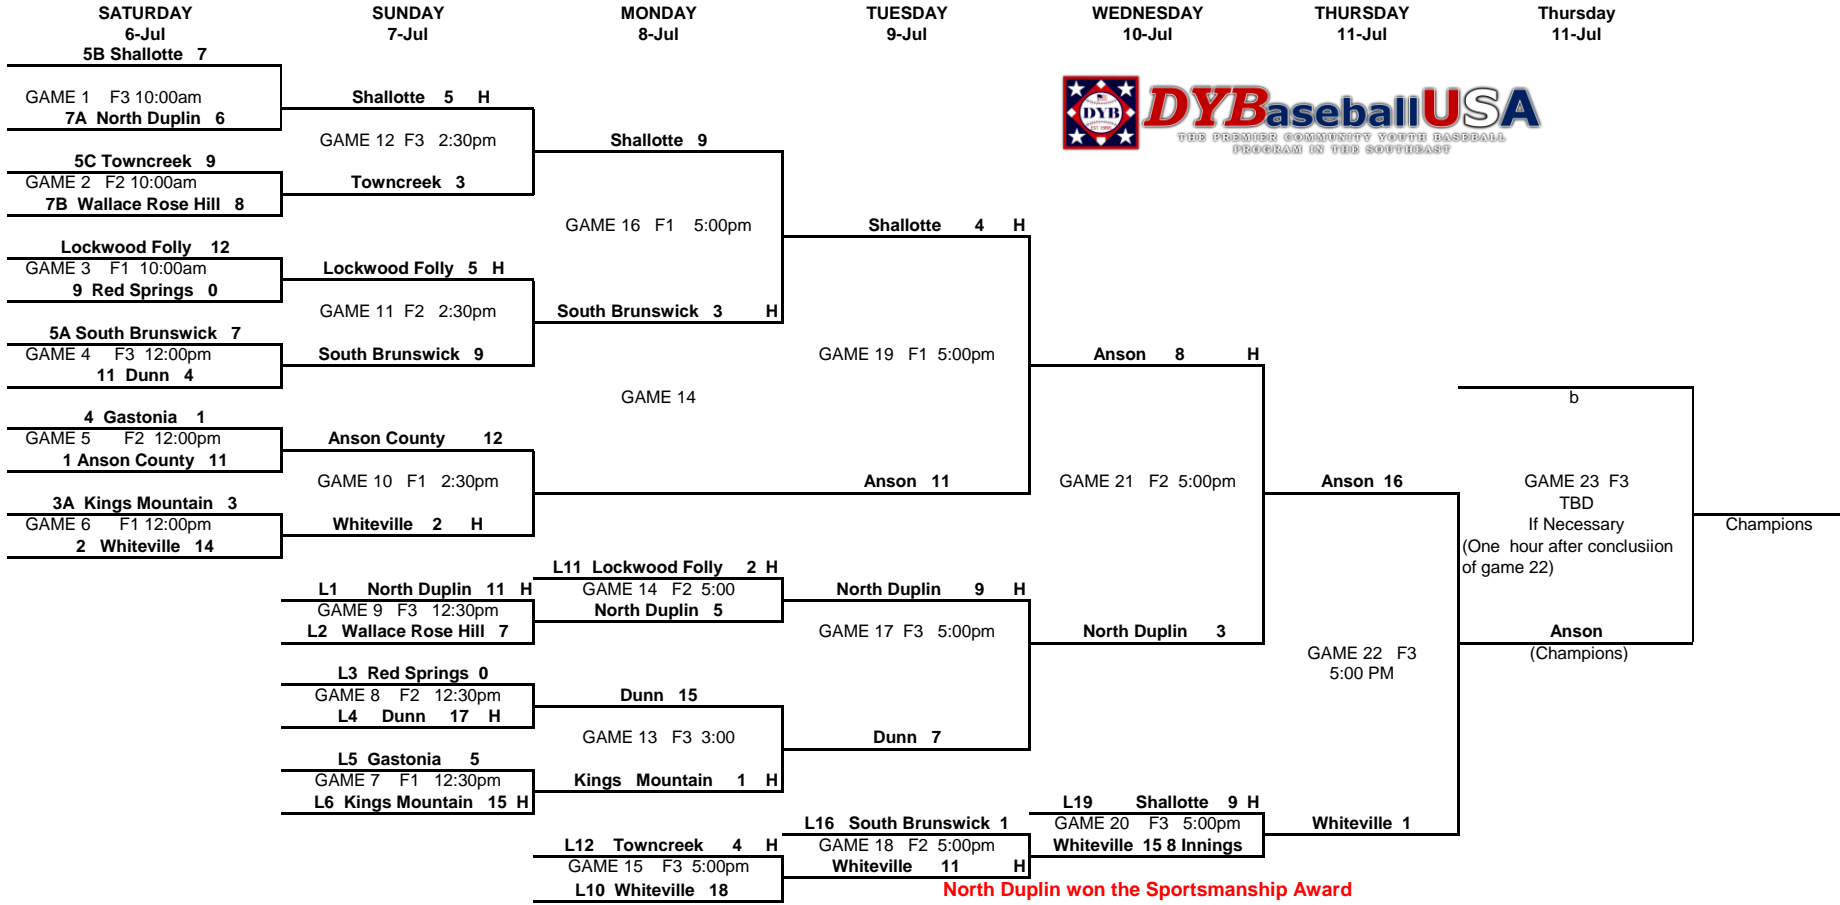 SATURDAY
6-Jul
SUNDAY
7-Jul
MONDAY
8-Jul
TUESDAY
9-Jul
WEDNESDAY
10-Jul
THURSDAY
11-Jul
Thursday
11-Jul
5B Shallotte 7
GAME 1 F3 10:00am
7A North Duplin 6
5C Towncreek 9
GAME 2 F2 10:00am
7B Wallace Rose Hill 8
Lockwood Folly 12
GAME 3 F1 10:00am
9 Red Springs 0
5A South Brunswick 7
GAME 4 F3 12:00pm
11 Dunn 4
4 Gastonia 1
GAME 5 F2 12:00pm
1 Anson County 11
3A Kings Mountain 3
GAME 6 F1 12:00pm
2 Whiteville 14
Shallotte 5 H
GAME 12 F3 2:30pm
Towncreek 3
Lockwood Folly 5 H
GAME 11 F2 2:30pm
South Brunswick 9
Anson County 12
GAME 10 F1 2:30pm
Whiteville 2 H
L1 North Duplin 11 H
GAME 9 F3 12:30pm
L2 Wallace Rose Hill 7
L3 Red Springs 0
GAME 8 F2 12:30pm
L4 Dunn 17 H
L5 Gastonia 5
GAME 7 F1 12:30pm
L6 Kings Mountain 15 H
Shallotte 9
GAME 16 F1 5:00pm
South Brunswick 3 H
GAME 14
L11 Lockwood Folly 2 H
GAME 14 F2 5:00
North Duplin 5
Dunn 15
GAME 13 F3 3:00
Kings Mountain 1 H
L12 Towncreek 4 H
GAME 15 F3 5:00pm
L10 Whiteville 18
Shallotte 4 H
GAME 19 F1 5:00pm
Anson 11
North Duplin 9 H
GAME 17 F3 5:00pm
Dunn 7
L16 South Brunswick 1
GAME 18 F2 5:00pm
Whiteville 11 H
DYB
EST. 1955
DYBaseballUSA
THE PREMIER COMMUNITY YOUTH BASEBALL
PROGRAM IN THE SOUTHEAST
Anson 8 H
GAME 21 F2 5:00pm
North Duplin 3
L19 Shallotte 9 H
GAME 20 F3 5:00pm
Whiteville 15 8 Innings
Anson 16
GAME 22 F3
5:00 PM
Whiteville 1
b
GAME 23 F3
TBD
If Necessary
(One hour after conclusiion
of game 22)
Anson
(Champions)
Champions
North Duplin won the Sportsmanship Award